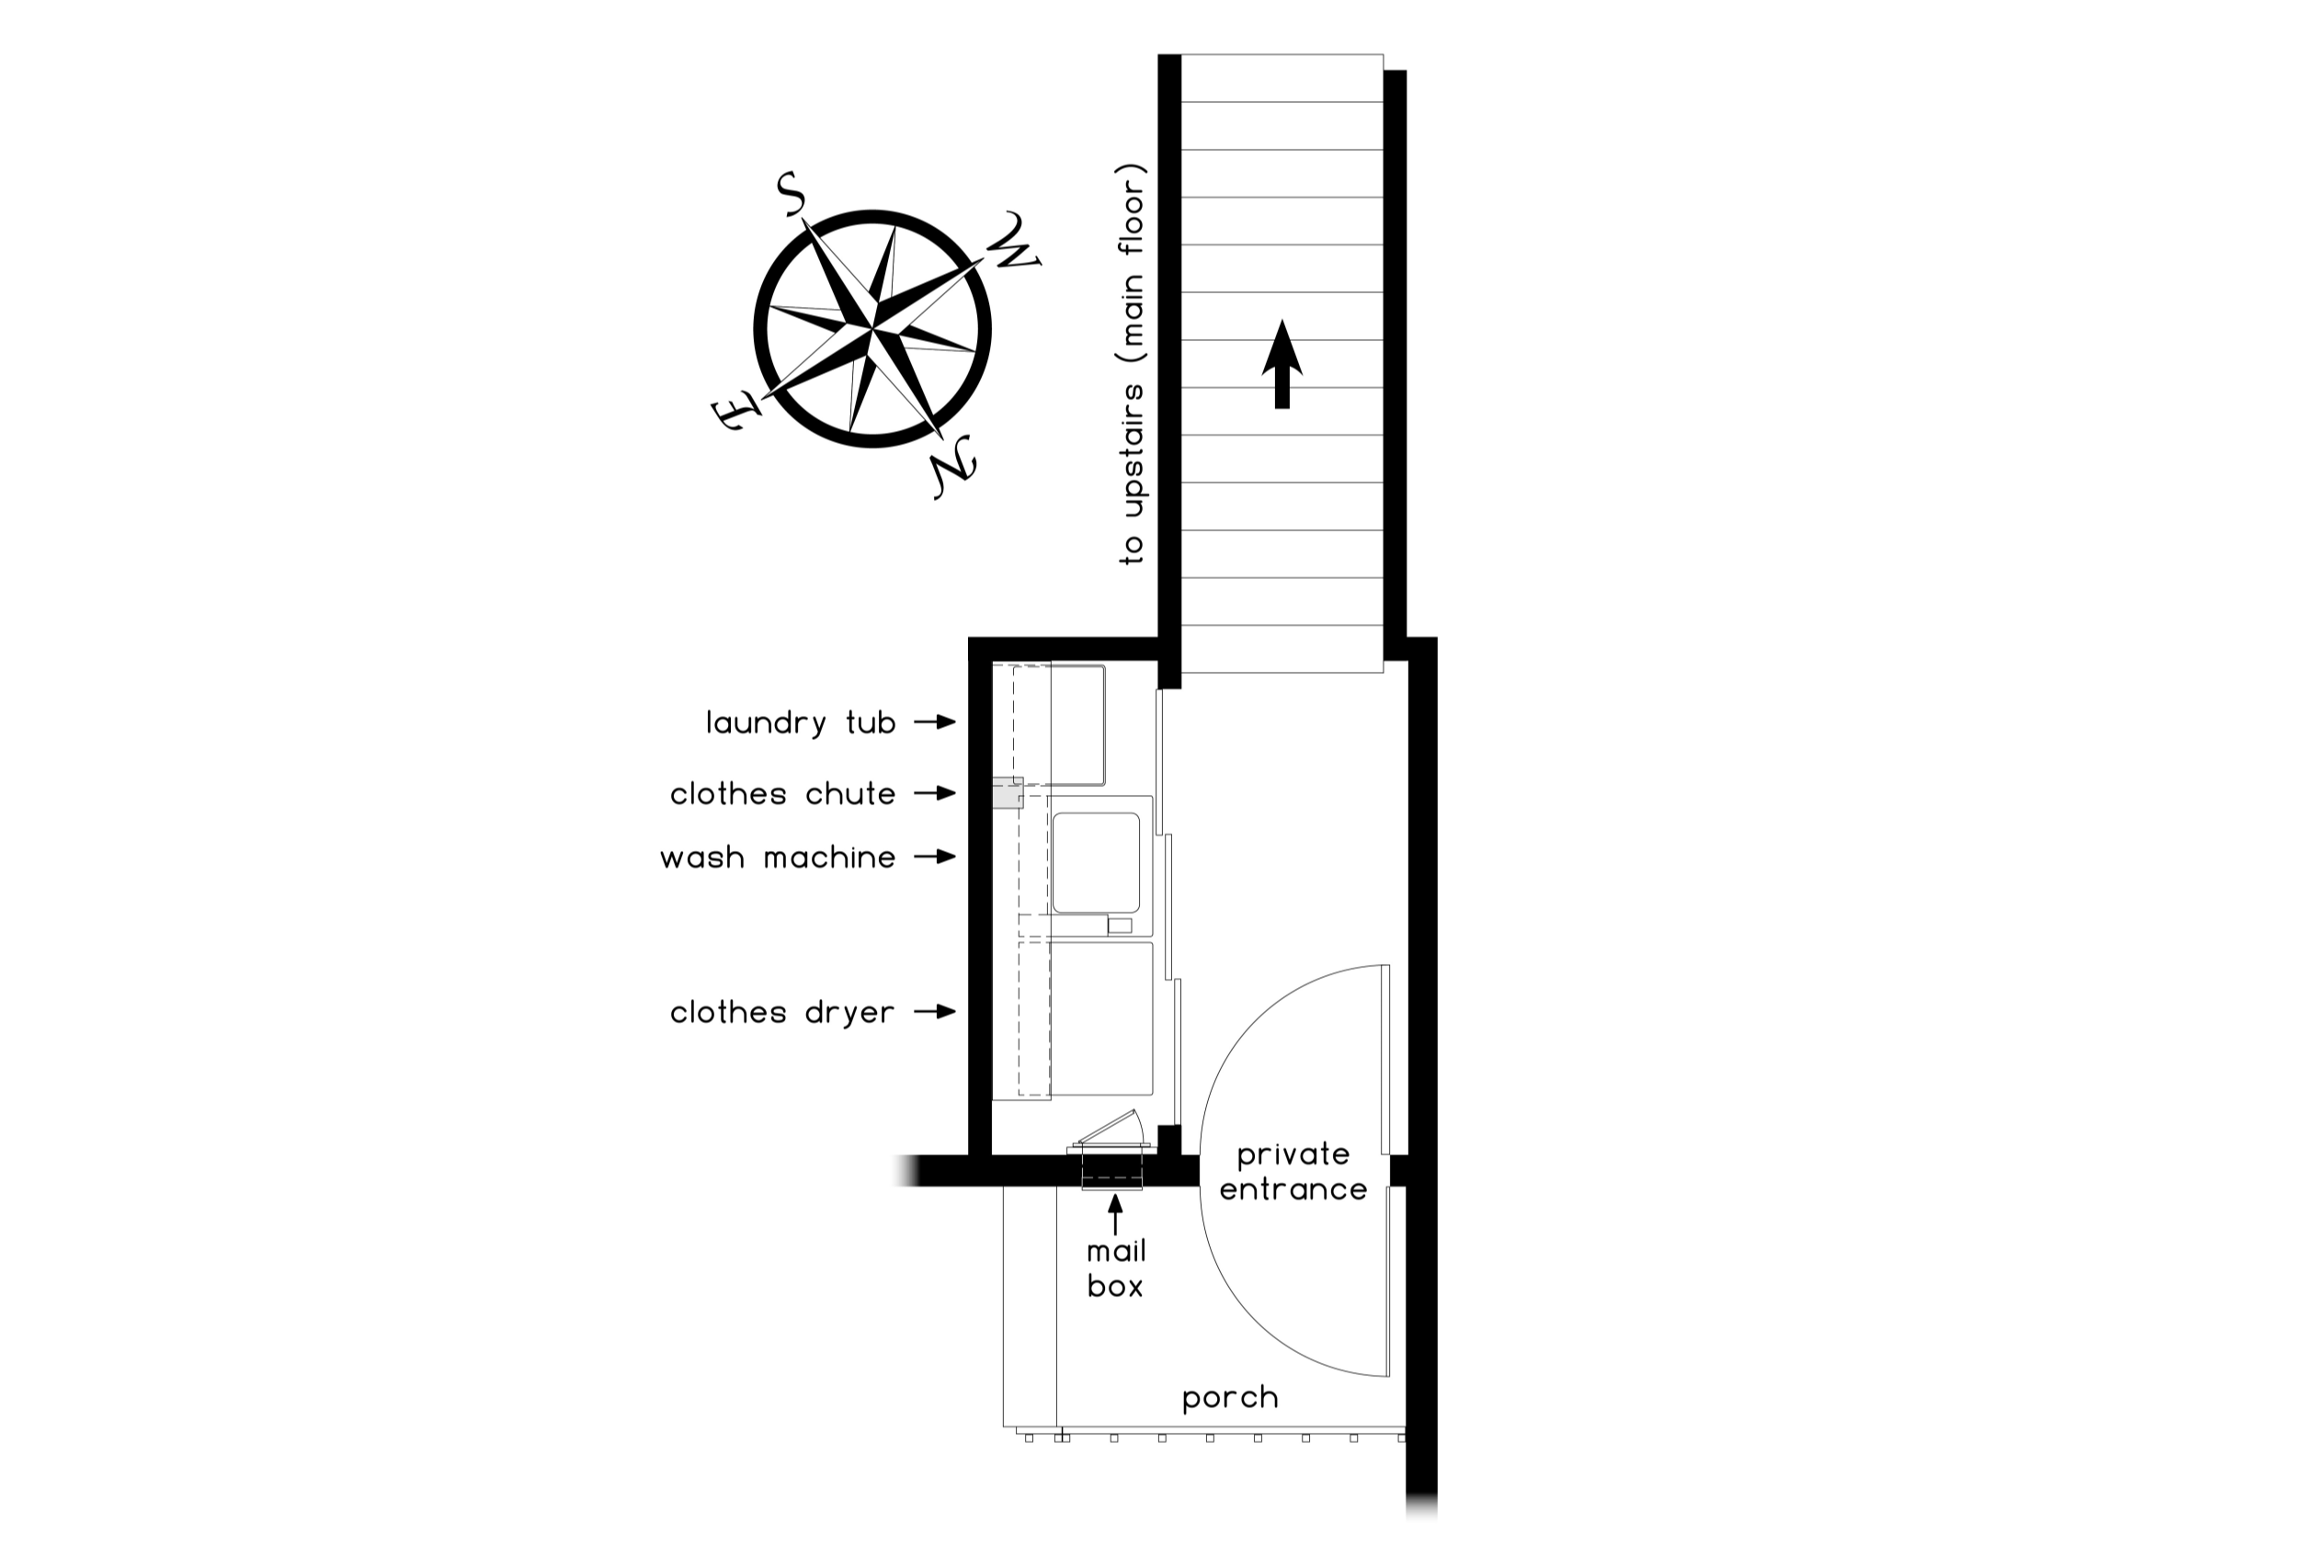 S
W
E
N
to upstairs (main floor)
laundry tub
clothes chute
wash machine
clothes dryer
private
entrance
mail
box
porch